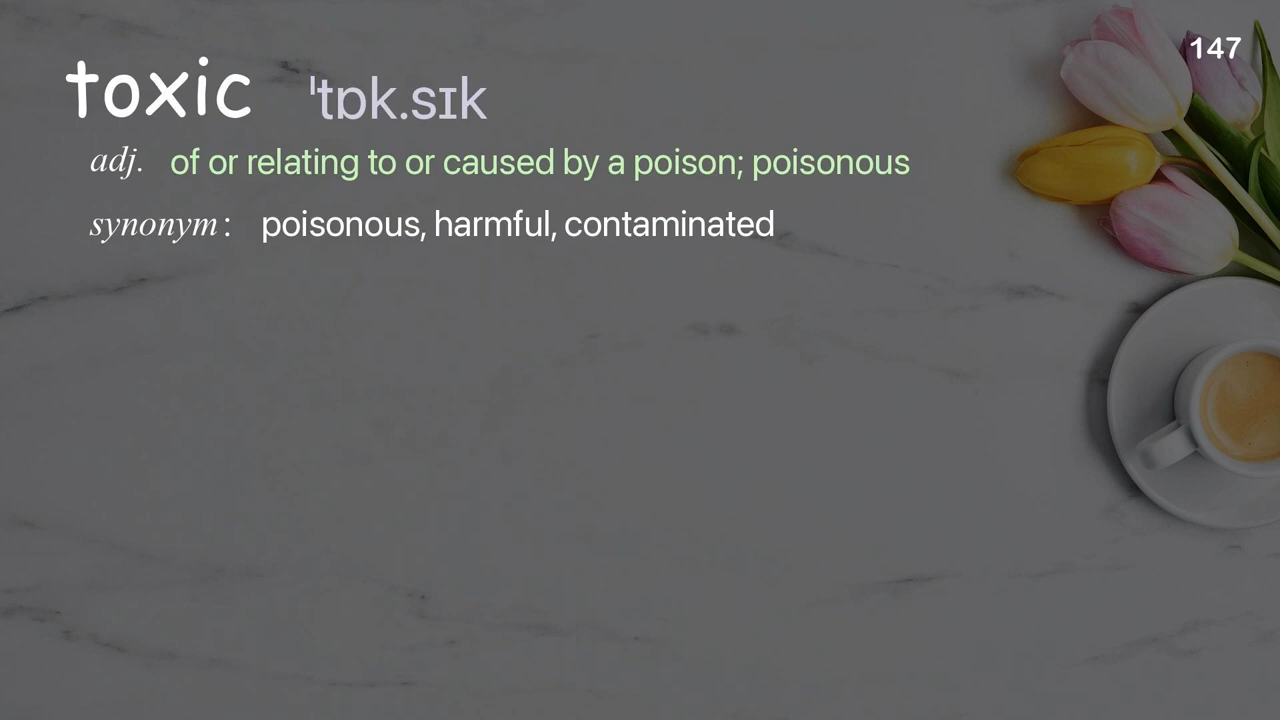 147
toxic ˈtɒk.sɪk
adj. of or relating to or caused by a poison; poisonous
synonym: poisonous, harmful, contaminated